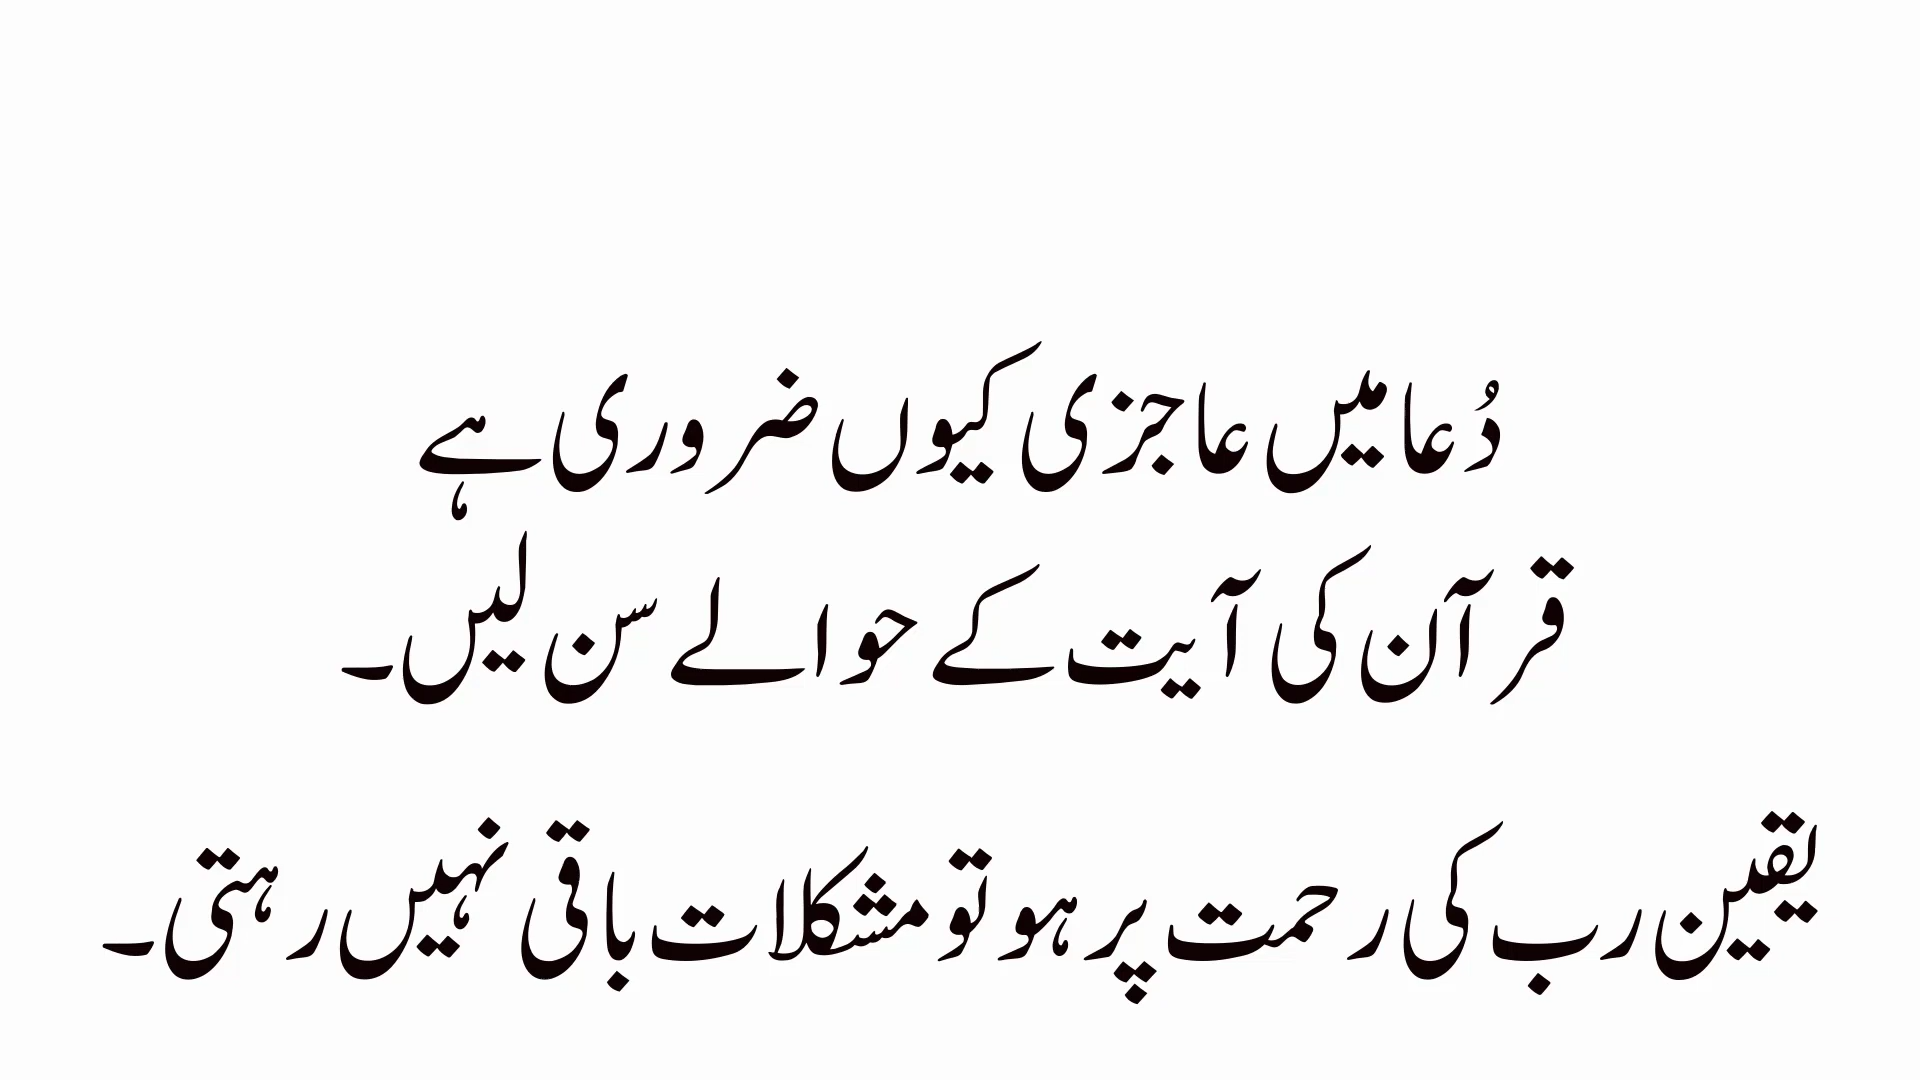 دُعا میں عاجزی کیوں ضروری ہے
قرآن کی آیت کے حوالے سن لیں۔
یقین رب کی رحمت پر ہو تو مشکلات باقی نہیں رہتی۔